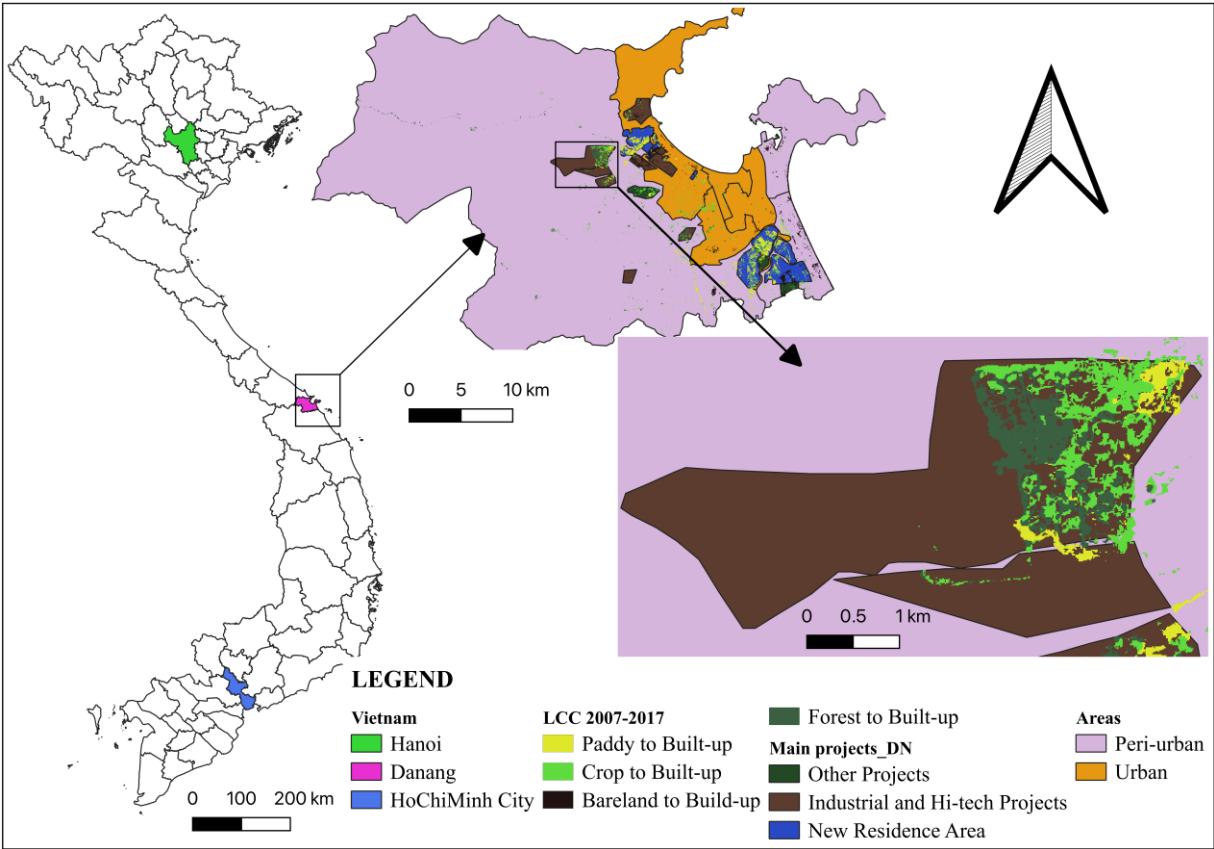 0 5 10 km
0 0.5 1 km
LEGEND
Vietnam
Hanoi
Danang
HoChiMinh City
0 100 200 km
LCC 2007-2017
Paddy to Built-up
Crop to Built-up
Bareland to Build-up
Forest to Built-up
Main projects_DN
Other Projects
Industrial and Hi-tech Projects
New Residence Area
Areas
Peri-urban
Urban